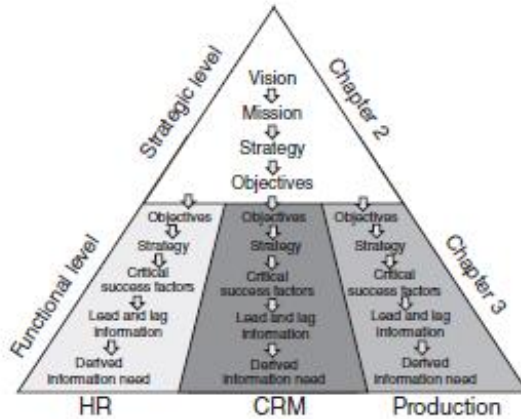 Strategic level
Chapter 2
Vision
Mission
Strategy
Objectives
Functional level
Chapter 3
Objectives
Strategy
Critical
success factors
Lead and lag
information
Derived
information need
HR
Objectives
Strategy
Critical
success factors
Lead and lag
information
Derived
information need
CRM
Objectives
Strategy
Critical
success factors
Lead and lag
information
Derived
information need
Production